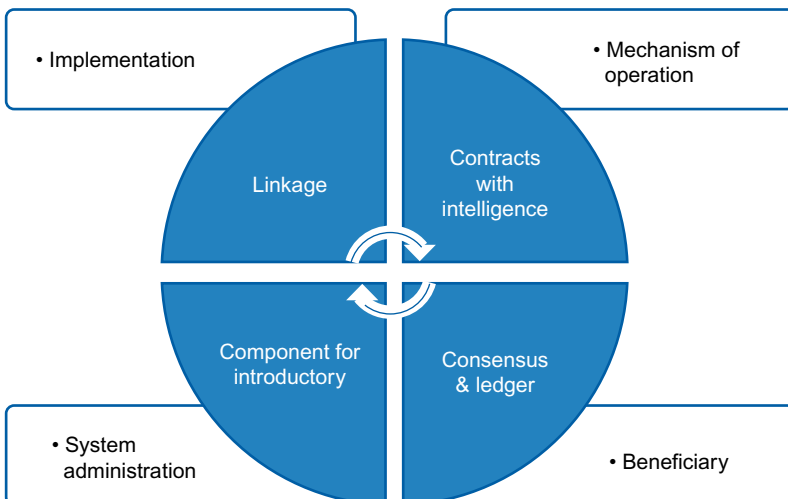 • Implementation
• Mechanism of
operation
Linkage
Contracts
with
intelligence
Component for
introductory
Consensus
& ledger
• System
administration
• Beneficiary